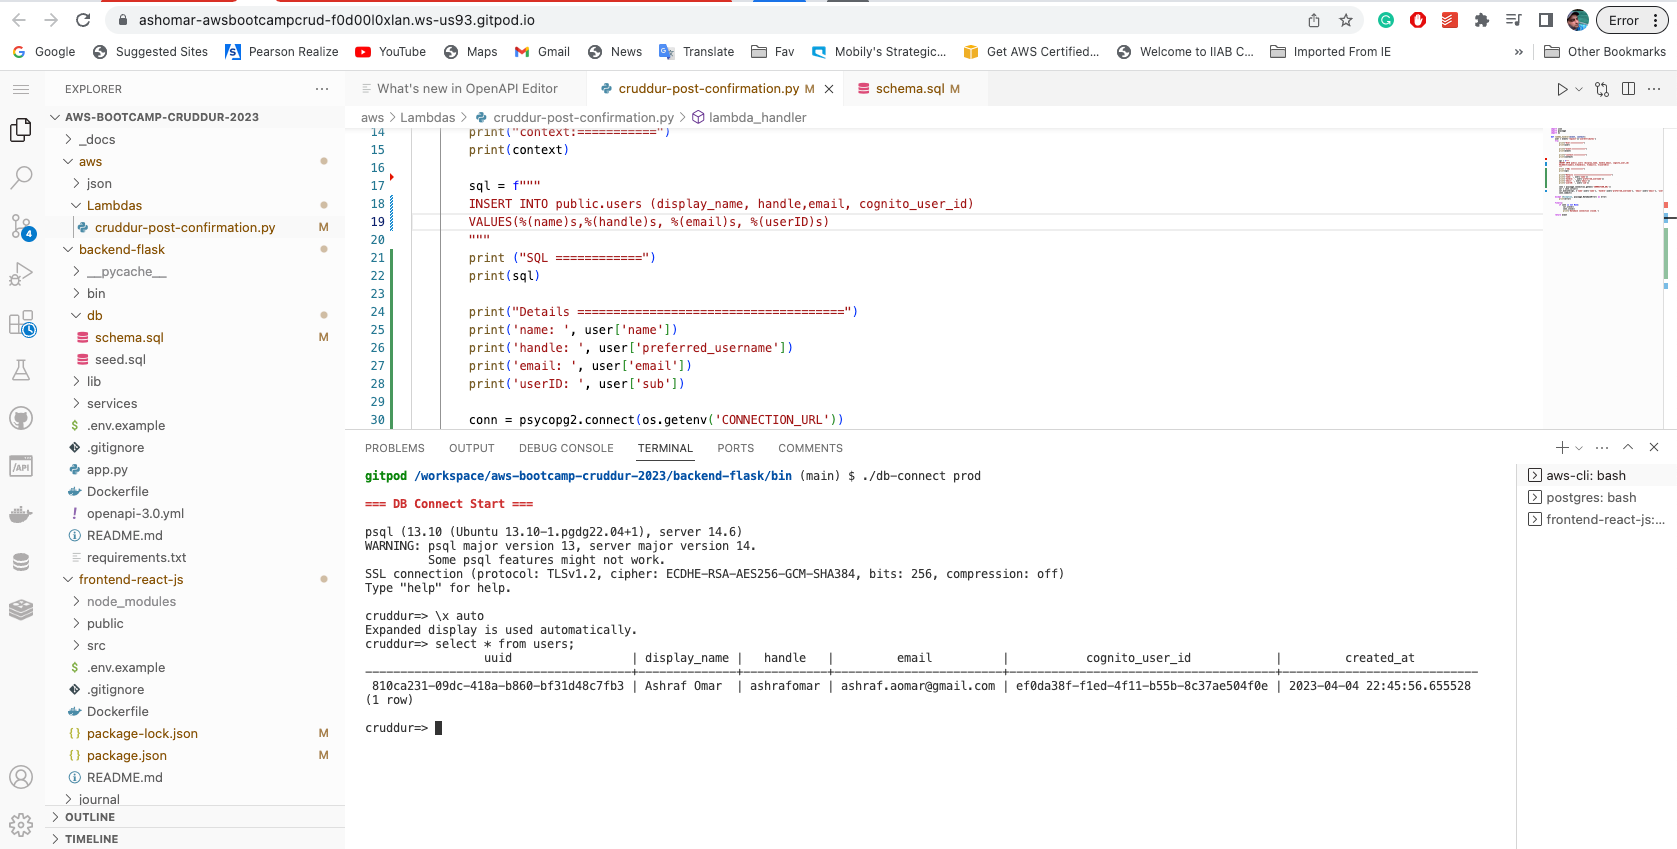 ashomar-awsbootcampcrud-f0d00l0xlan.ws-us93.gitpod.io
Error
Google
Suggested Sites
Pearson Realize
YouTube
Maps
Gmail
News
Translate
Fav
Mobily's Strategic...
Get AWS Certified...
Welcome to IIAB C...
Imported From IE
»
Other Bookmarks
EXPLORER
AWS-BOOTCAMP-CRUDDUR-2023
_docs
aws
json
Lambdas
cruddur-post-confirmation.py M
backend-flask
__pycache__
bin
db
schema.sql M
seed.sql
lib
services
.env.example
.gitignore
app.py
Dockerfile
openapi-3.0.yml
README.md
requirements.txt
frontend-react-js
node_modules
public
src
.env.example
.gitignore
Dockerfile
package-lock.json M
package.json M
README.md
journal
OUTLINE
TIMELINE
4
/API
What's new in OpenAPI Editor
cruddur-post-confirmation.py M
schema.sql M
aws > Lambdas > cruddur-post-confirmation.py > lambda_handler
14 print("context:===========")
15 print(context)
16
17 sql = f"""
18 INSERT INTO public.users (display_name, handle,email, cognito_user_id)
19 VALUES(%(name)s,%(handle)s, %(email)s, %(userID)s)
20 """
21 print ("SQL ============")
22 print(sql)
23
24 print("Details =====================================")
25 print('name: ', user['name'])
26 print('handle: ', user['preferred_username'])
27 print('email: ', user['email'])
28 print('userID: ', user['sub'])
29
30 conn = psycopg2.connect(os.getenv('CONNECTION_URL'))
PROBLEMS
OUTPUT
DEBUG CONSOLE
TERMINAL
PORTS
COMMENTS
gitpod /workspace/aws-bootcamp-cruddur-2023/backend-flask/bin (main) $ ./db-connect prod
=== DB Connect Start ===
psql (13.10 (Ubuntu 13.10-1.pgdg22.04+1), server 14.6)
WARNING: psql major version 13, server major version 14.
Some psql features might not work.
SSL connection (protocol: TLSv1.2, cipher: ECDHE-RSA-AES256-GCM-SHA384, bits: 256, compression: off)
Type "help" for help.
cruddur=> \x auto
Expanded display is used automatically.
cruddur=> select * from users;
uuid | display_name | handle | email | cognito_user_id | created_at
810ca231-09dc-418a-b860-bf31d48c7fb3 | Ashraf Omar | ashrafomar | ashraf.aomar@gmail.com | ef0da38f-f1ed-4f11-b55b-8c37ae504f0e | 2023-04-04 22:45:56.655528
(1 row)
cruddur=>
aws-cli: bash
postgres: bash
frontend-react-js:...